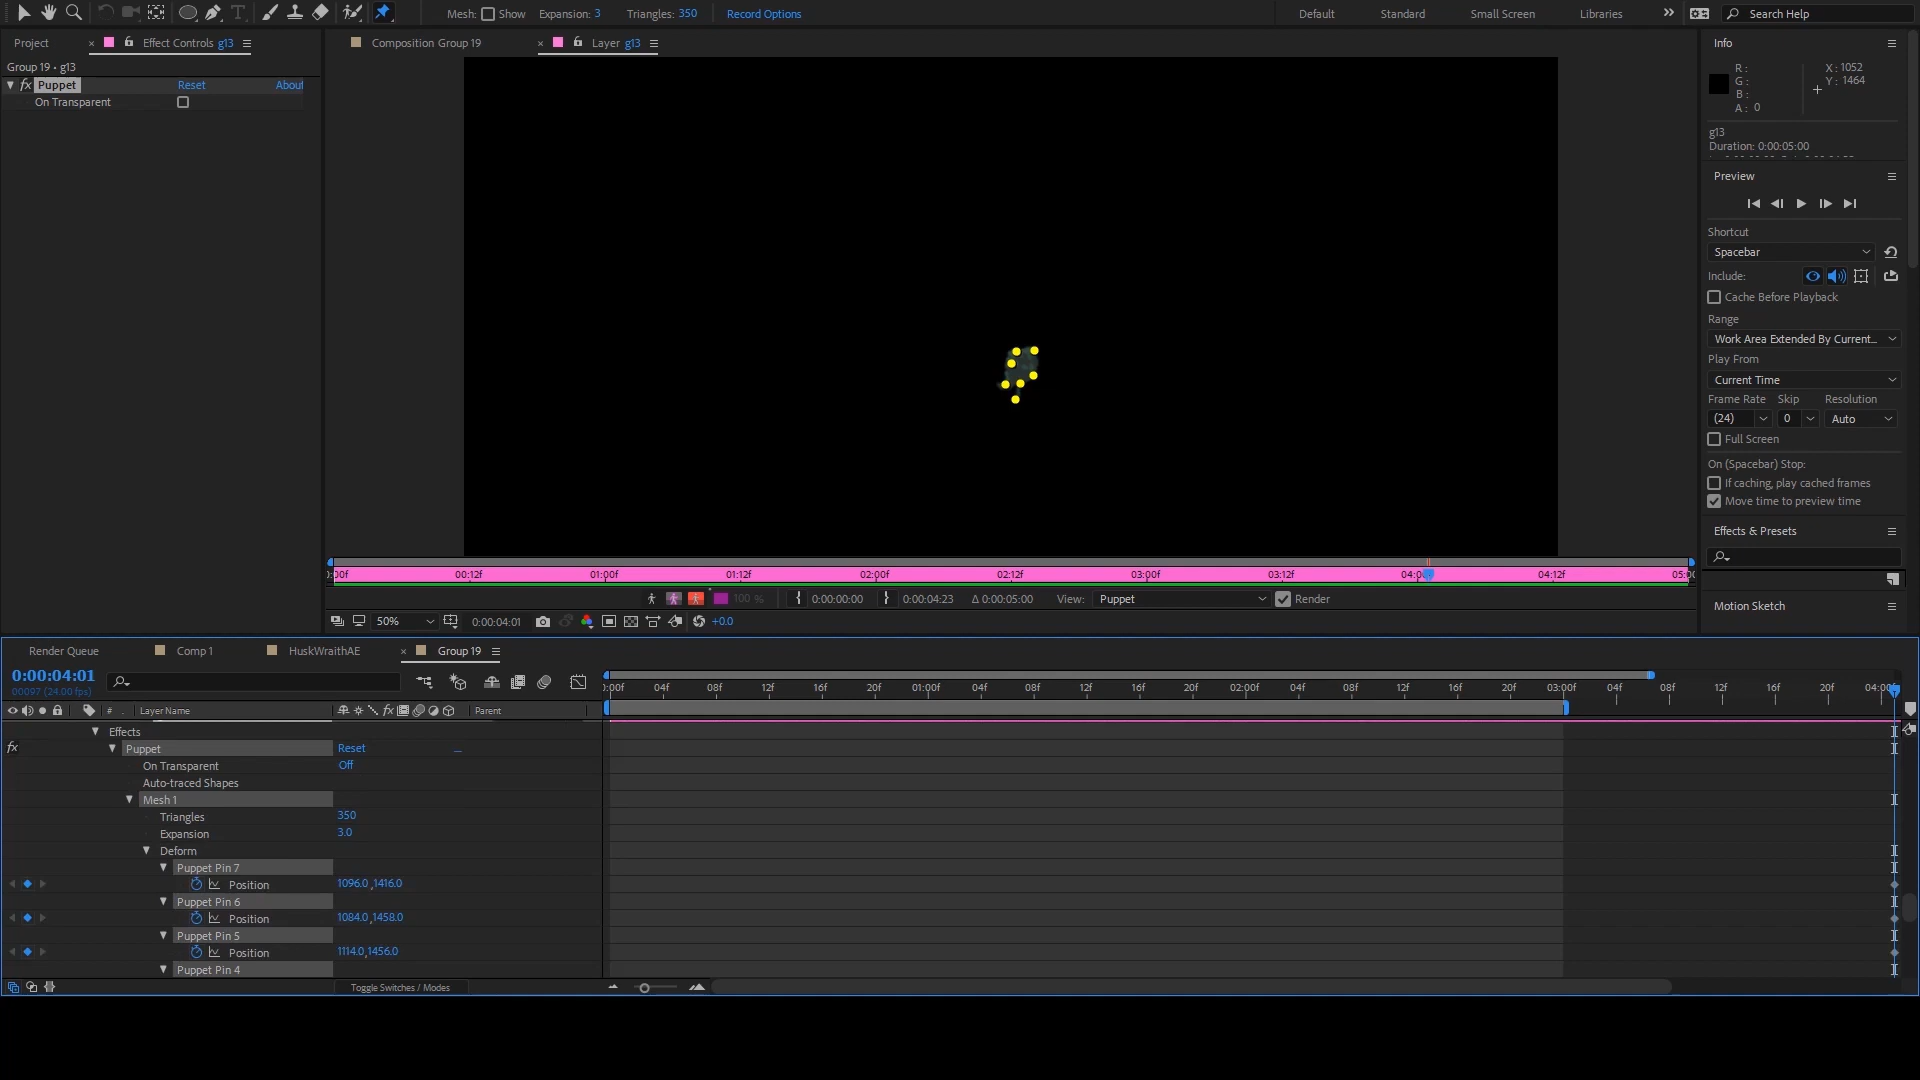 Mesh: Show Expansion: 3 Triangles: 350 Record Options Default Standard Small Screen Libraries Search Help
Project Effect Controls g13 Composition Group 19 Layer g13 Info
Group 19 • g13
fx Puppet Reset About
On Transparent
R: X: 1052
G: Y: 1464
B:
A: 0
g13
Duration: 0:00:05:00
Preview
Shortcut
Spacebar
Include:
Cache Before Playback
Range
Work Area Extended By Current...
Play From
Current Time
Frame Rate Skip Resolution
(24) 0 Auto
Full Screen
On (Spacebar) Stop:
If caching, play cached frames
Move time to preview time
Effects & Presets
Motion Sketch
):00f 00:12f 01:00f 01:12f 02:00f 02:12f 03:00f 03:12f 04:0 04:12f 05:0
100 % 0:00:00:00 0:00:04:23 Δ 0:00:05:00 View: Puppet Render
50% 0:00:04:01 +0.0
Render Queue Comp 1 HuskWraithAE Group 19
0:00:04:01
00097 (24.00 fps)
):00f 04f 08f 12f 16f 20f 01:00f 04f 08f 12f 16f 20f 02:00f 04f 08f 12f 16f 20f 03:00f 04f 08f 12f 16f 20f 04:00
# Layer Name fx Parent
Effects
fx Puppet Reset
On Transparent Off
Auto-traced Shapes
Mesh 1
Triangles 350
Expansion 3.0
Deform
Puppet Pin 7
Position 1096.0,1416.0
Puppet Pin 6
Position 1084.0,1458.0
Puppet Pin 5
Position 1114.0,1456.0
Puppet Pin 4
Toggle Switches / Modes